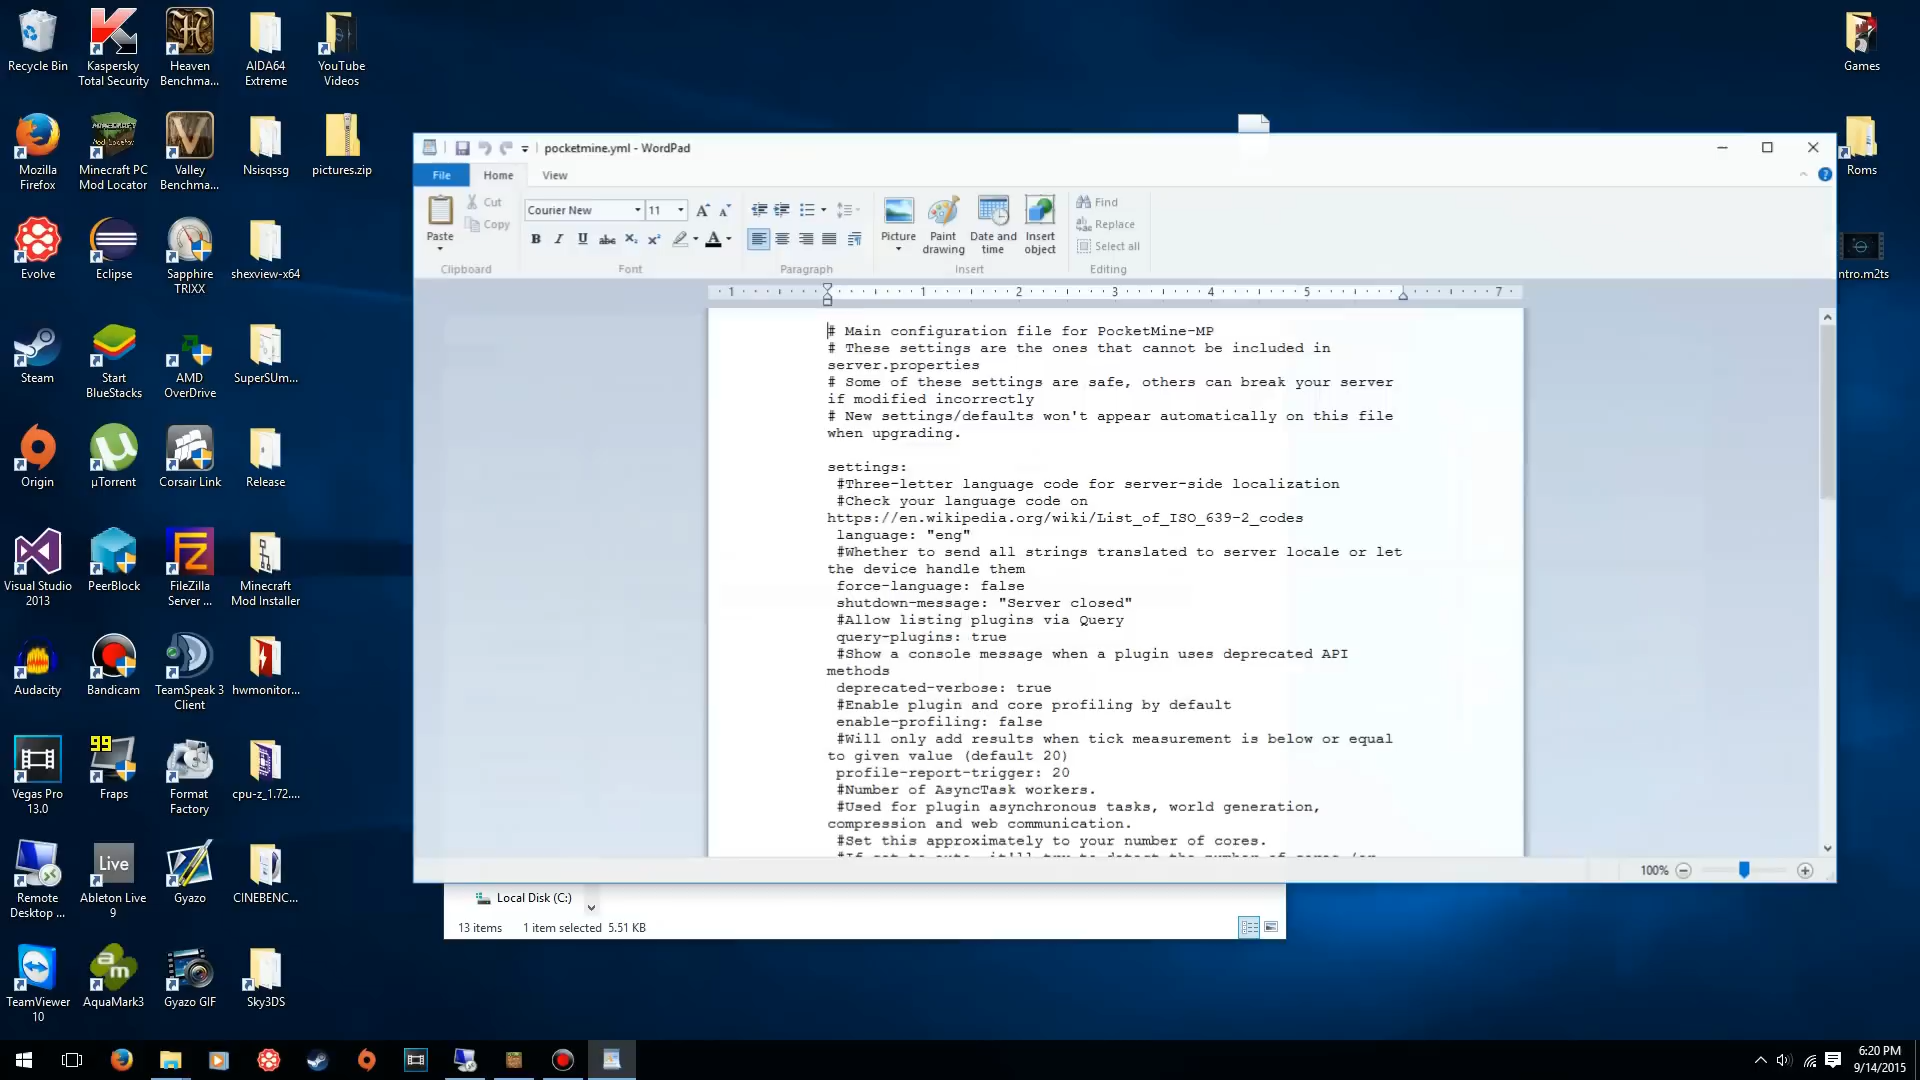 Recycle Bin
Kaspersky
Total Security
Heaven
Benchma...
AIDA64
Extreme
YouTube
Videos
Games
Mozilla
Firefox
Minecraft PC
Mod Locator
Valley
Benchma...
Nsisqssg
pictures.zip
Roms
Evolve
Eclipse
Sapphire
TRIXX
shexview-x64
ntro.m2ts
Steam
Start
BlueStacks
AMD
OverDrive
SuperSUm...
Origin
µTorrent
Corsair Link
Release
Visual Studio
2013
PeerBlock
FileZilla
Server ...
Minecraft
Mod Installer
Audacity
Bandicam
TeamSpeak 3
Client
hwmonitor...
99
Vegas Pro
13.0
Fraps
Format
Factory
cpu-z_1.72....
Remote
Desktop ...
Live
Ableton Live
9
Gyazo
CINEBENC...
TeamViewer
10
AquaMark3
Gyazo GIF
Sky3DS
pocketmine.yml - WordPad
File Home View
Paste
Cut
Copy
Clipboard
Courier New 11
Font
Paragraph
Picture
Paint
drawing
Date and
time
Insert
object
Insert
Find
Replace
Select all
Editing
1 1 2 3 4 5 7
# Main configuration file for PocketMine-MP
# These settings are the ones that cannot be included in
server.properties
# Some of these settings are safe, others can break your server
if modified incorrectly
# New settings/defaults won't appear automatically on this file
when upgrading.
settings:
#Three-letter language code for server-side localization
#Check your language code on
https://en.wikipedia.org/wiki/List_of_ISO_639-2_codes
language: "eng"
#Whether to send all strings translated to server locale or let
the device handle them
force-language: false
shutdown-message: "Server closed"
#Allow listing plugins via Query
query-plugins: true
#Show a console message when a plugin uses deprecated API
methods
deprecated-verbose: true
#Enable plugin and core profiling by default
enable-profiling: false
#Will only add results when tick measurement is below or equal
to given value (default 20)
profile-report-trigger: 20
#Number of AsyncTask workers.
#Used for plugin asynchronous tasks, world generation,
compression and web communication.
#Set this approximately to your number of cores.
100%
Local Disk (C:)
13 items 1 item selected 5.51 KB
6:20 PM
9/14/2015